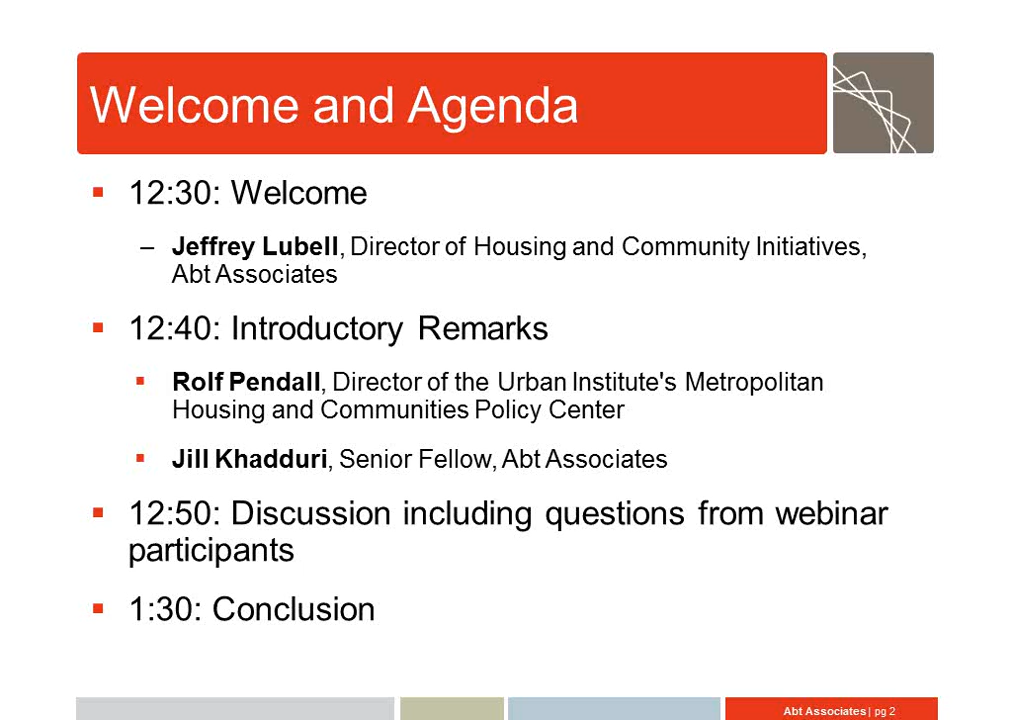 Welcome and Agenda
▪ 12:30: Welcome
– Jeffrey Lubell, Director of Housing and Community Initiatives,
Abt Associates
▪ 12:40: Introductory Remarks
▪ Rolf Pendall, Director of the Urban Institute's Metropolitan
Housing and Communities Policy Center
▪ Jill Khadduri, Senior Fellow, Abt Associates
▪ 12:50: Discussion including questions from webinar
participants
▪ 1:30: Conclusion
Abt Associates | pg 2